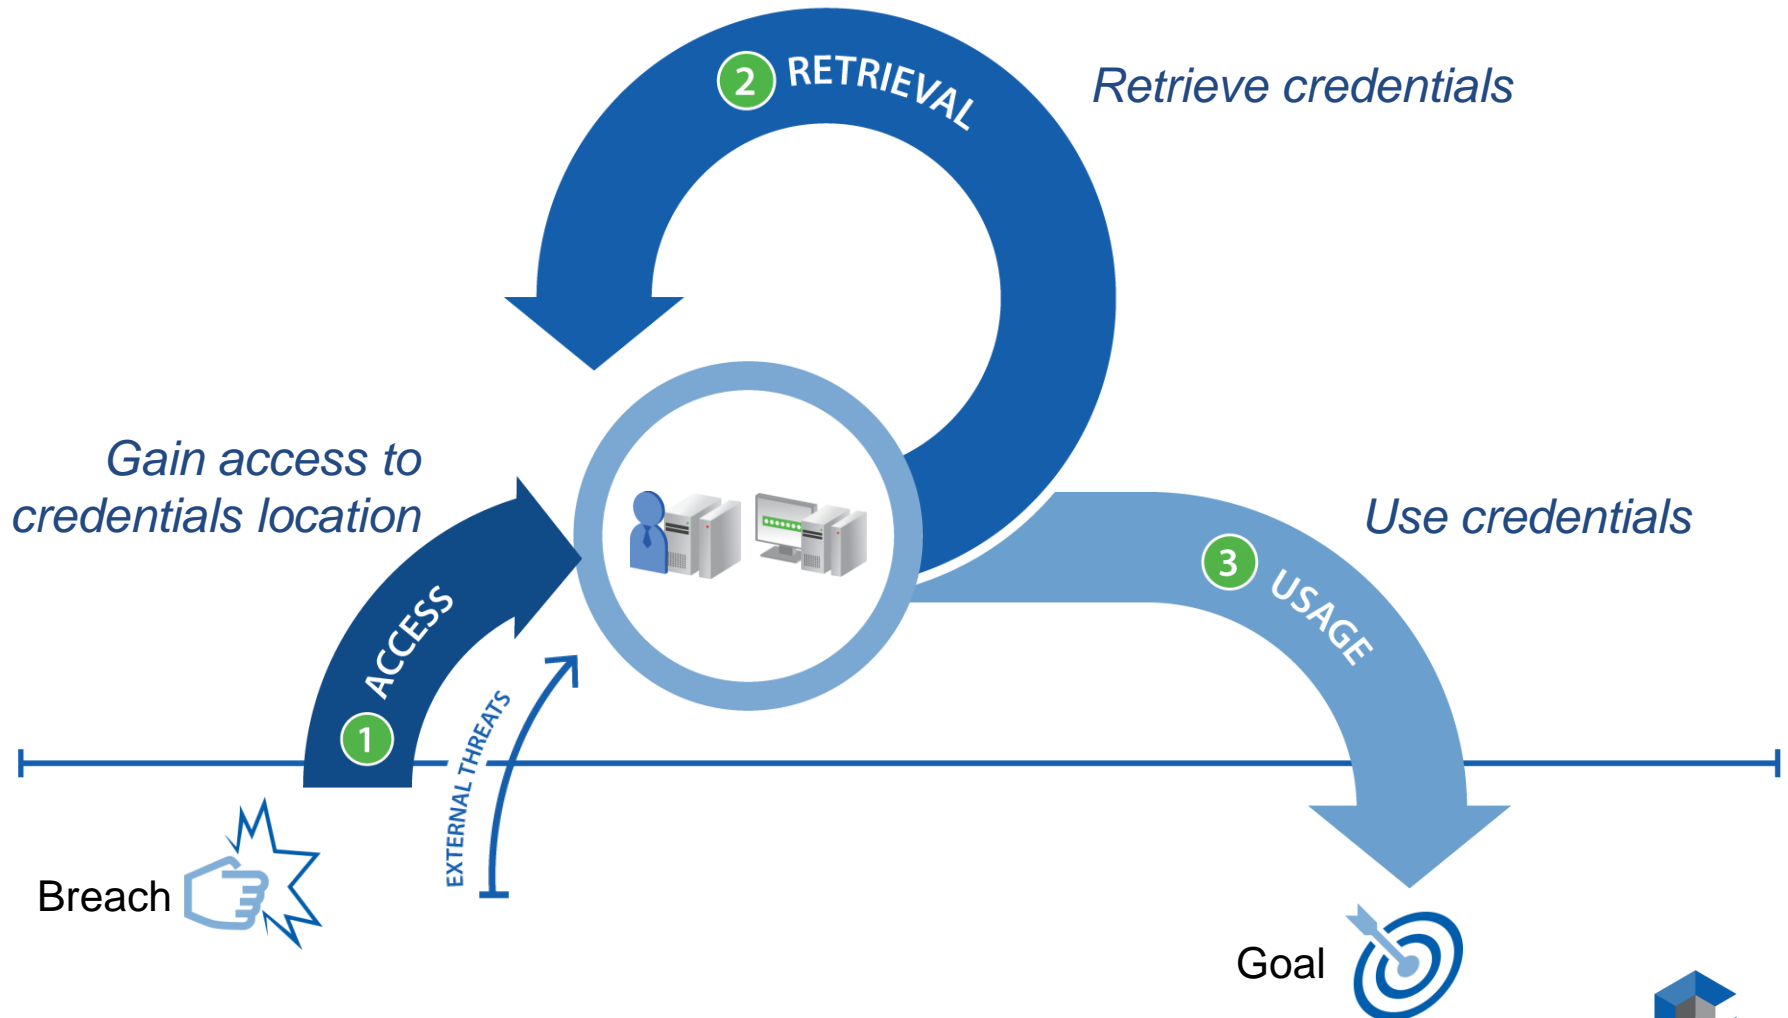 2 RETRIEVAL
Retrieve credentials
Gain access to
credentials location
1 ACCESS
EXTERNAL THREATS
Use credentials
3 USAGE
Breach
Goal